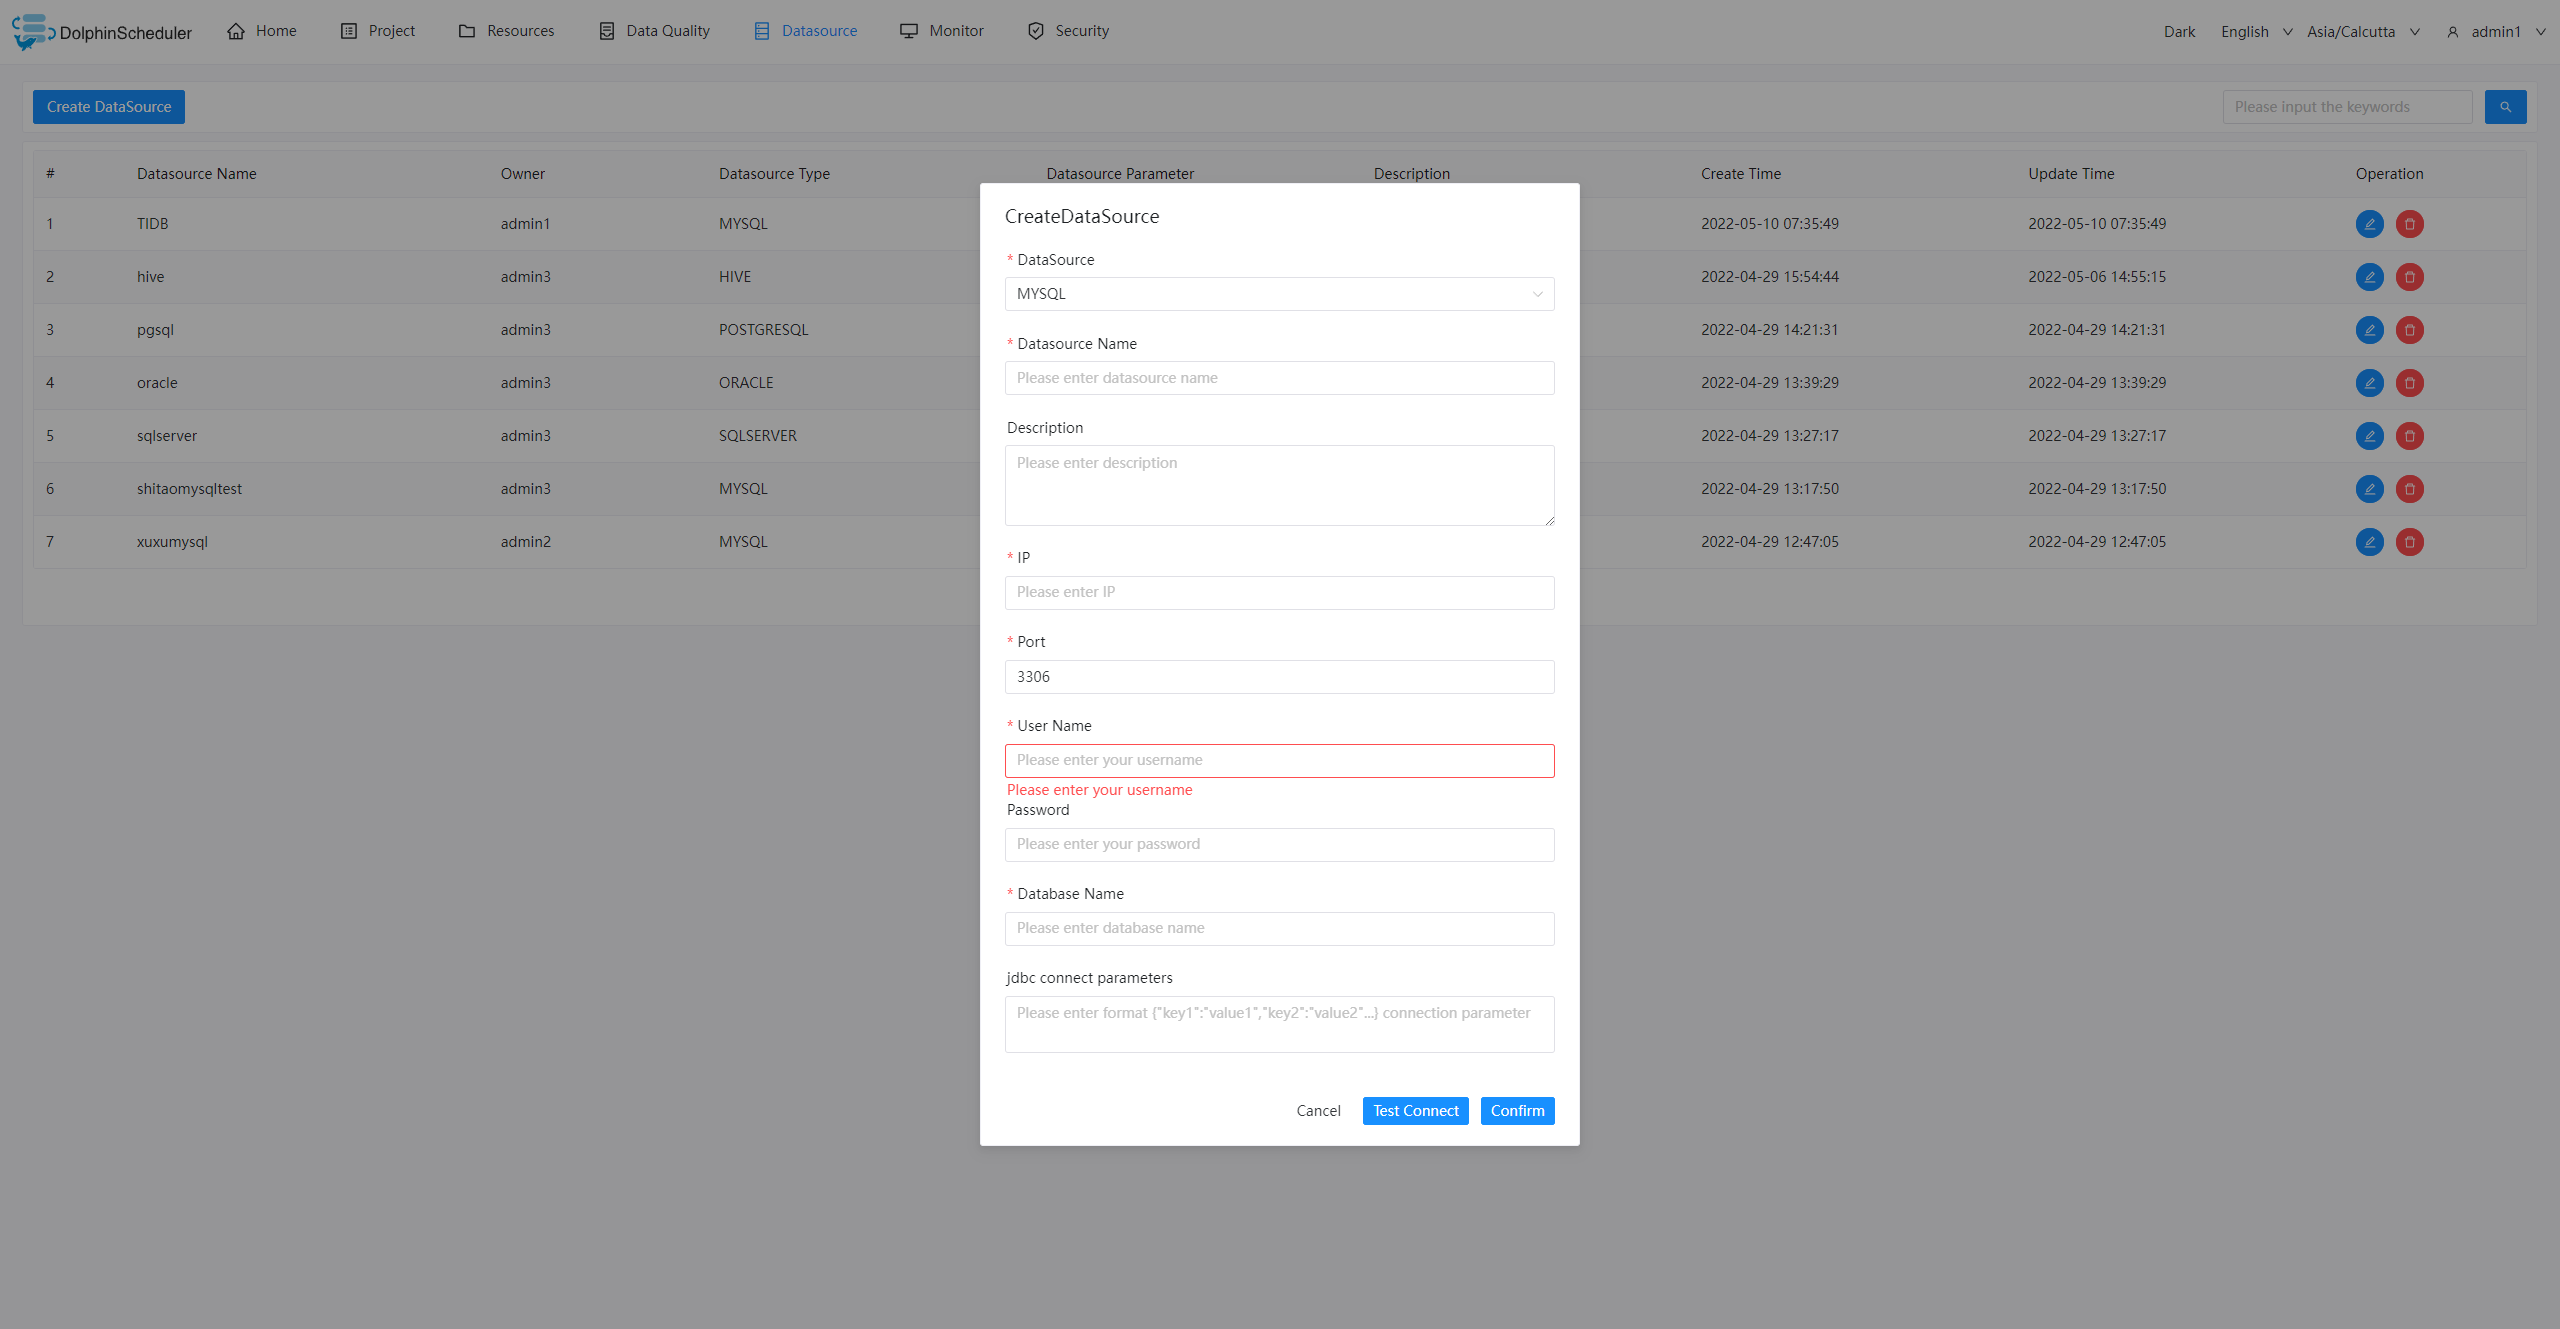 DolphinScheduler Home Project Resources Data Quality Datasource Monitor Security Dark English Asia/Calcutta admin1
Create DataSource Please input the keywords
# Datasource Name Owner Datasource Type Datasource Parameter Description Create Time Update Time Operation
1 TIDB admin1 MYSQL 2022-05-10 07:35:49 2022-05-10 07:35:49
2 hive admin3 HIVE 2022-04-29 15:54:44 2022-05-06 14:55:15
3 pgsql admin3 POSTGRESQL 2022-04-29 14:21:31 2022-04-29 14:21:31
4 oracle admin3 ORACLE 2022-04-29 13:39:29 2022-04-29 13:39:29
5 sqlserver admin3 SQLSERVER 2022-04-29 13:27:17 2022-04-29 13:27:17
6 shitaomysqltest admin3 MYSQL 2022-04-29 13:17:50 2022-04-29 13:17:50
7 xuxumysql admin2 MYSQL 2022-04-29 12:47:05 2022-04-29 12:47:05
CreateDataSource
* DataSource
MYSQL
* Datasource Name
Please enter datasource name
Description
Please enter description
* IP
Please enter IP
* Port
3306
* User Name
Please enter your username
Please enter your username
Password
Please enter your password
* Database Name
Please enter database name
jdbc connect parameters
Please enter format {"key1":"value1","key2":"value2"...} connection parameter
Cancel Test Connect Confirm